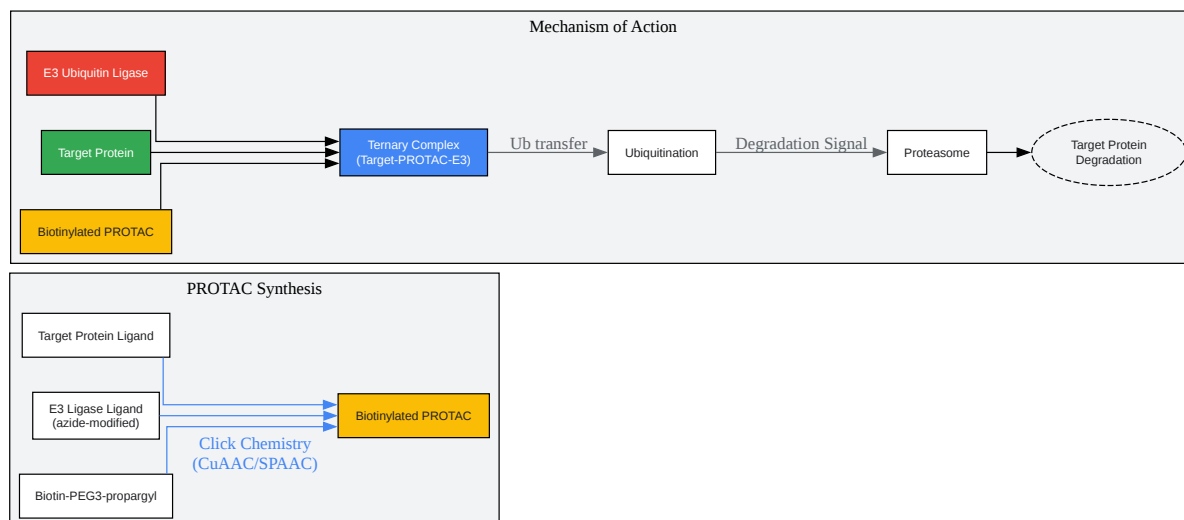 Mechanism of Action
E3 Ubiquitin Ligase
Target Protein
Biotinylated PROTAC
Ternary Complex
(Target-PROTAC-E3)
Ub transfer
Ubiquitination
Degradation Signal
Proteasome
Target Protein
Degradation
PROTAC Synthesis
Target Protein Ligand
E3 Ligase Ligand
(azide-modified)
Biotin-PEG3-propargyl
Click Chemistry
(CuAAC/SPAAC)
Biotinylated PROTAC